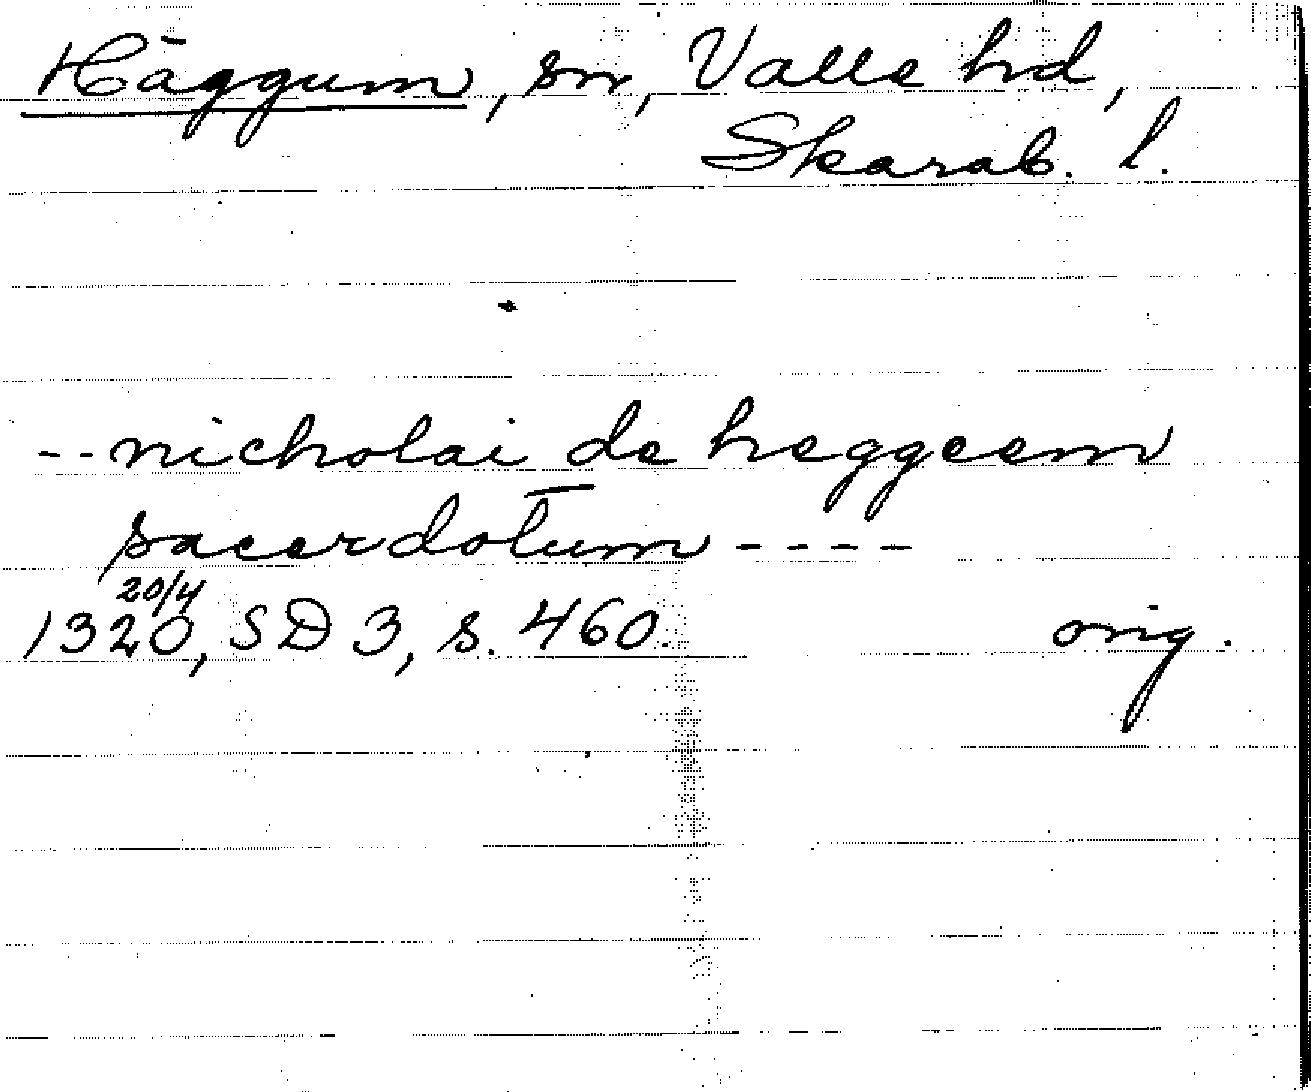 Häggum, sn, Valle hd,
Skarab. l.
-- nicholai de heggeem
sacerdotum ----
20/4
1320, SD 3, s. 460 orig.